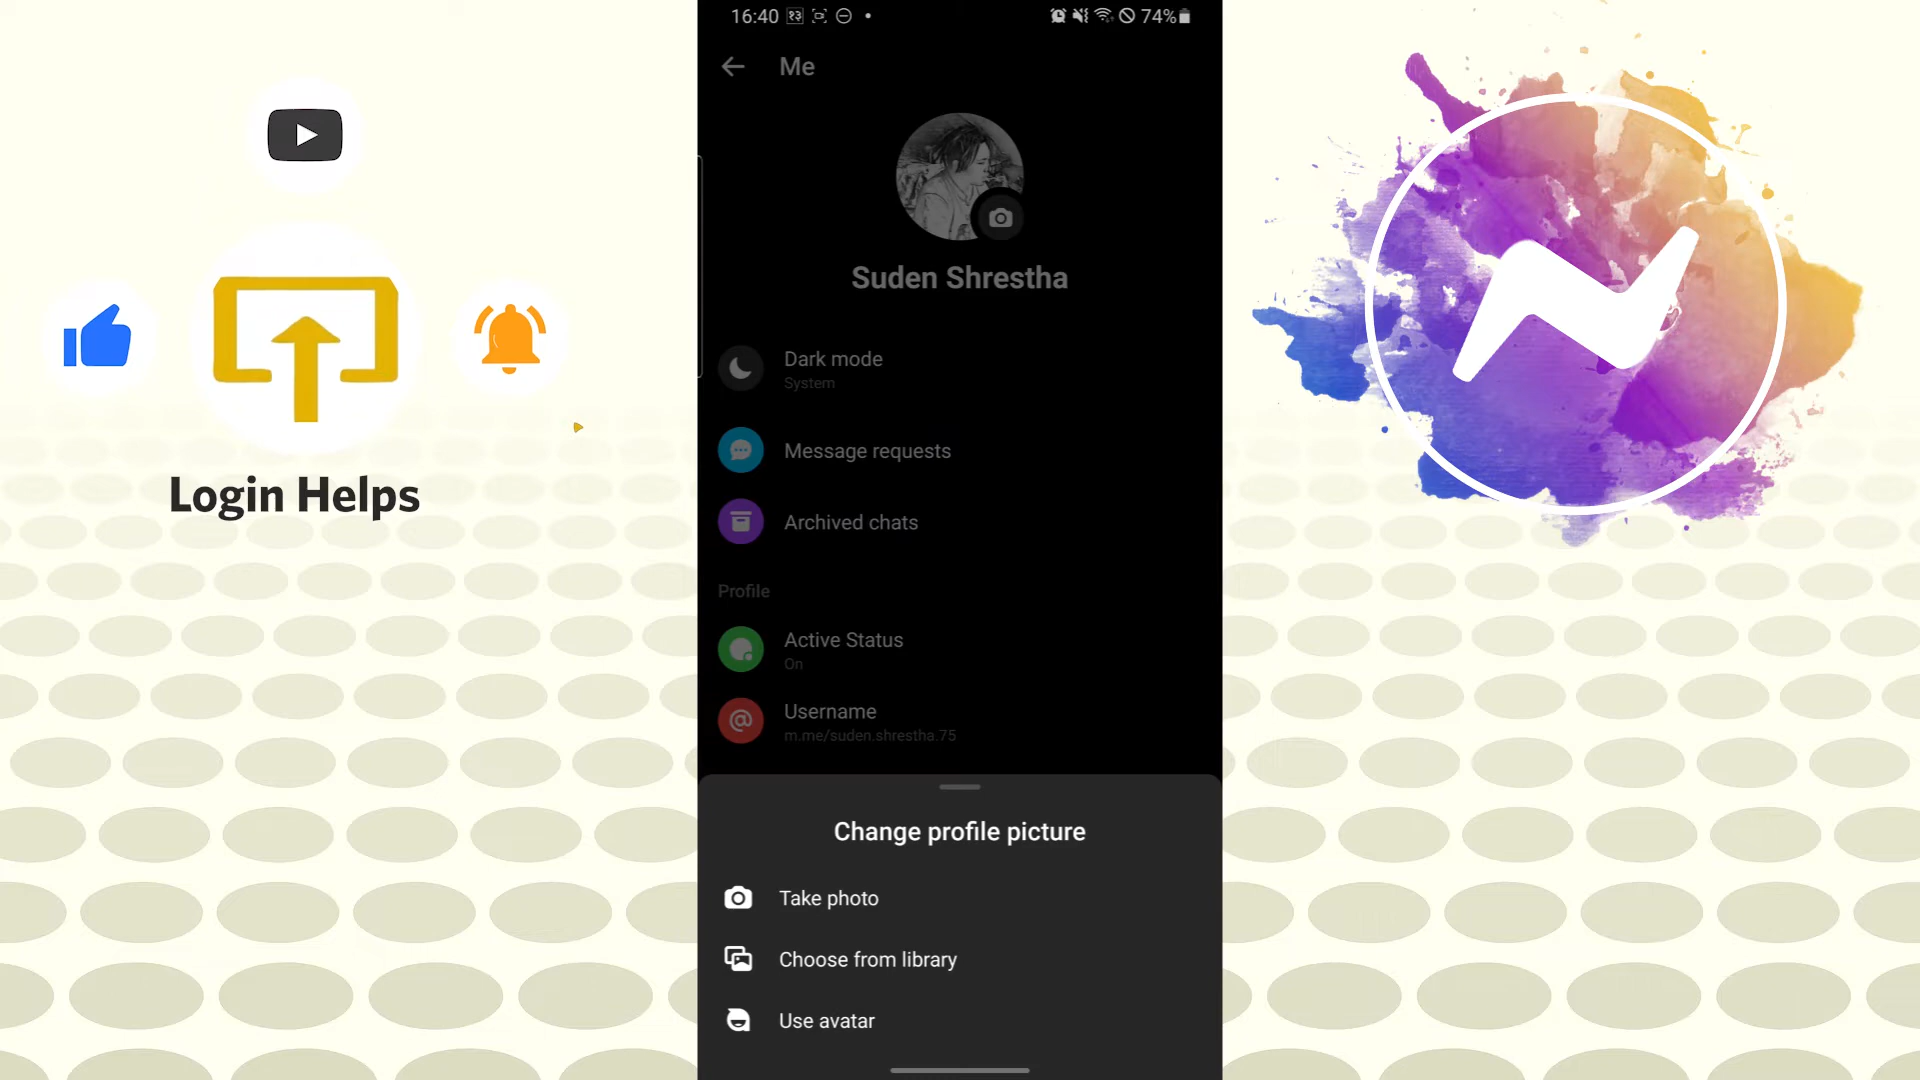 16:40
74%
Me
Suden Shrestha
Dark mode
System
Message requests
Archived chats
Profile
Active Status
On
Username
m.me/suden.shrestha.75
Change profile picture
Take photo
Choose from library
Use avatar
Login Helps